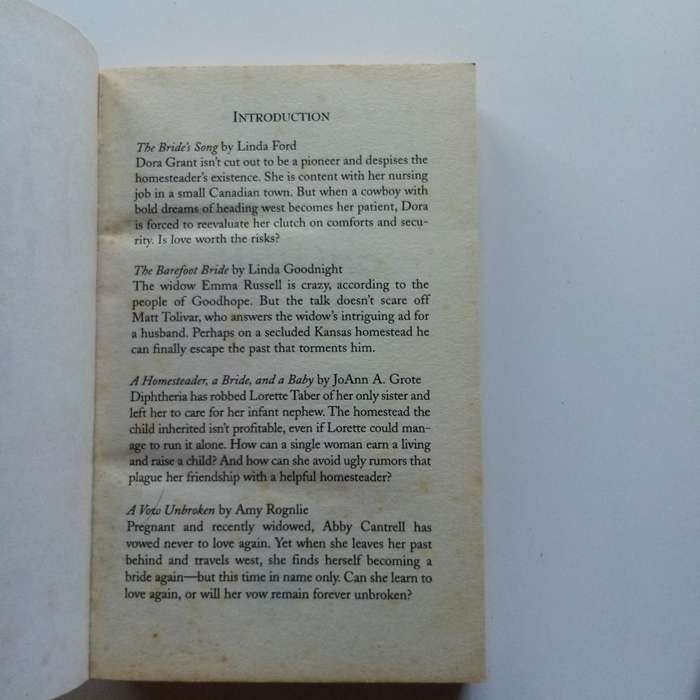 INTRODUCTION
The Bride's Song by Linda Ford
Dora Grant isn't cut out to be a pioneer and despises the
homesteader's existence. She is content with her nursing
job in a small Canadian town. But when a cowboy with
bold dreams of heading west becomes her patient, Dora
is forced to reevaluate her clutch on comforts and secu-
rity. Is love worth the risks?
The Barefoot Bride by Linda Goodnight
The widow Emma Russell is crazy, according to the
people of Goodhope. But the talk doesn't scare off
Matt Tolivar, who answers the widow's intriguing ad for
a husband. Perhaps on a secluded Kansas homestead he
can finally escape the past that torments him.
A Homesteader, a Bride, and a Baby by JoAnn A. Grote
Diphtheria has robbed Lorette Taber of her only sister and
left her to care for her infant nephew. The homestead the
child inherited isn't profitable, even if Lorette could man-
age to run it alone. How can a single woman earn a living
and raise a child? And how can she avoid ugly rumors that
plague her friendship with a helpful homesteader?
A Vow Unbroken by Amy Rognlie
Pregnant and recently widowed, Abby Cantrell has
vowed never to love again. Yet when she leaves her past
behind and travels west, she finds herself becoming a
bride again—but this time in name only. Can she learn to
love again, or will her vow remain forever unbroken?